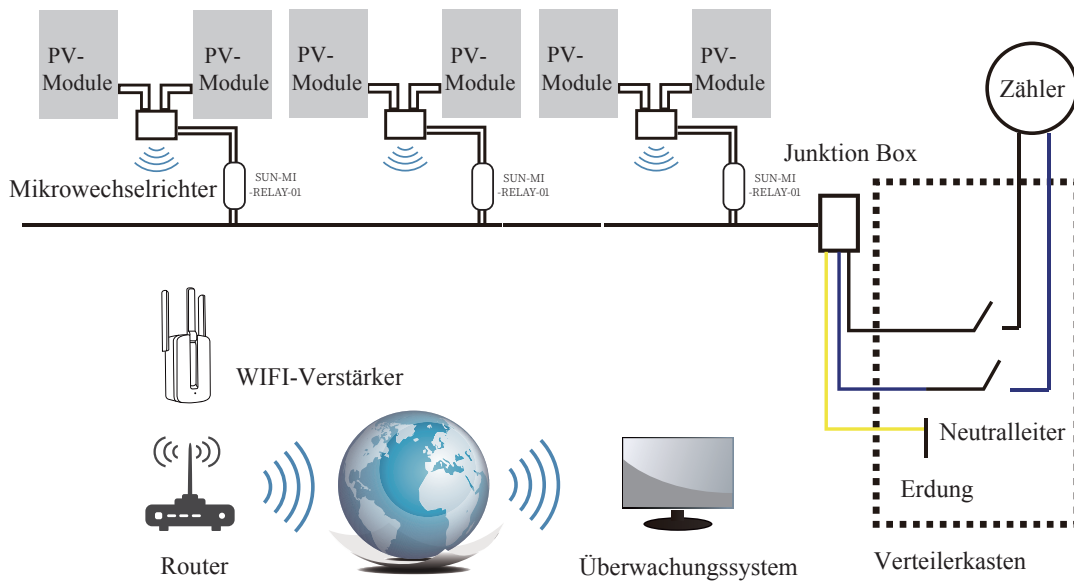 PV-
Module
PV-
Module
PV-
Module
PV-
Module
PV-
Module
PV-
Module
Zähler
Junktion Box
Mikrowechselrichter
SUN-MI
-RELAY-01
SUN-MI
-RELAY-01
SUN-MI
-RELAY-01
WIFI-Verstärker
Neutralleiter
Erdung
Router
Überwachungssystem
Verteilerkasten